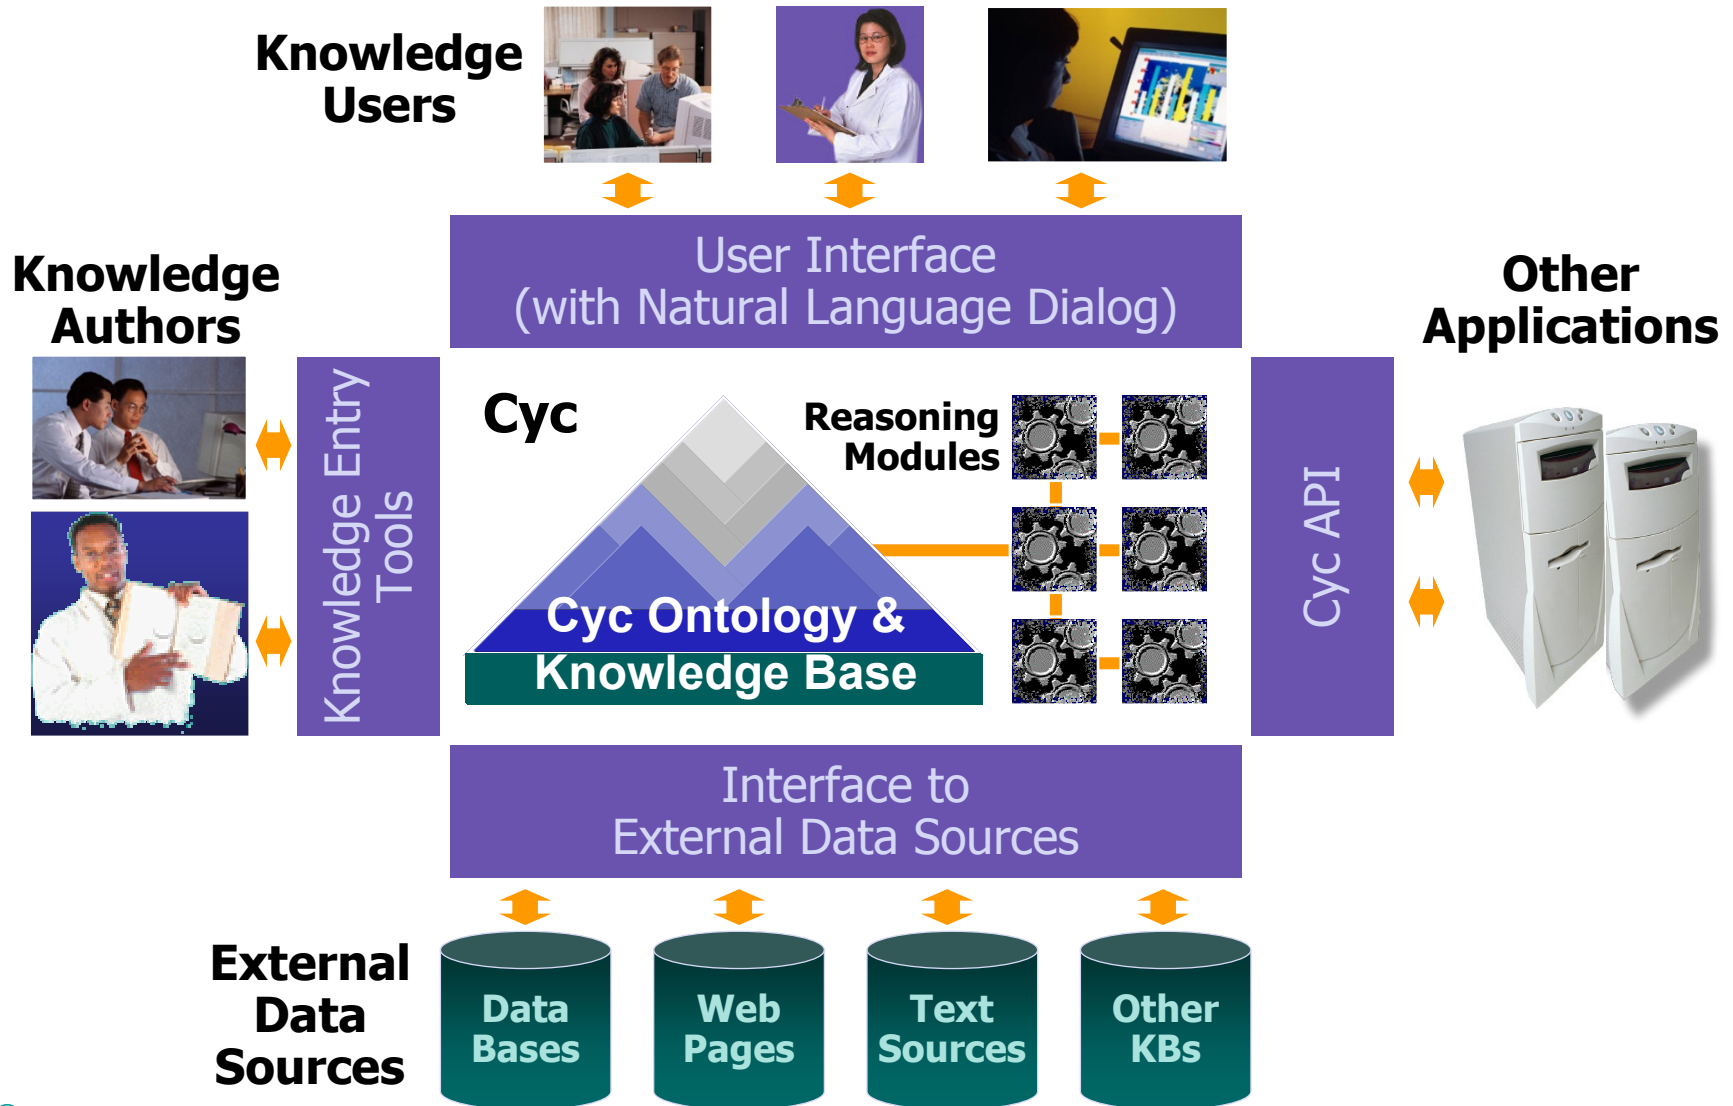 Knowledge
Users
User Interface
(with Natural Language Dialog)
Knowledge
Authors
Other
Applications
Knowledge Entry
Tools
Cyc
Reasoning
Modules
Cyc API
Cyc Ontology &
Knowledge Base
Interface to
External Data Sources
External
Data
Sources
Data
Bases
Web
Pages
Text
Sources
Other
KBs